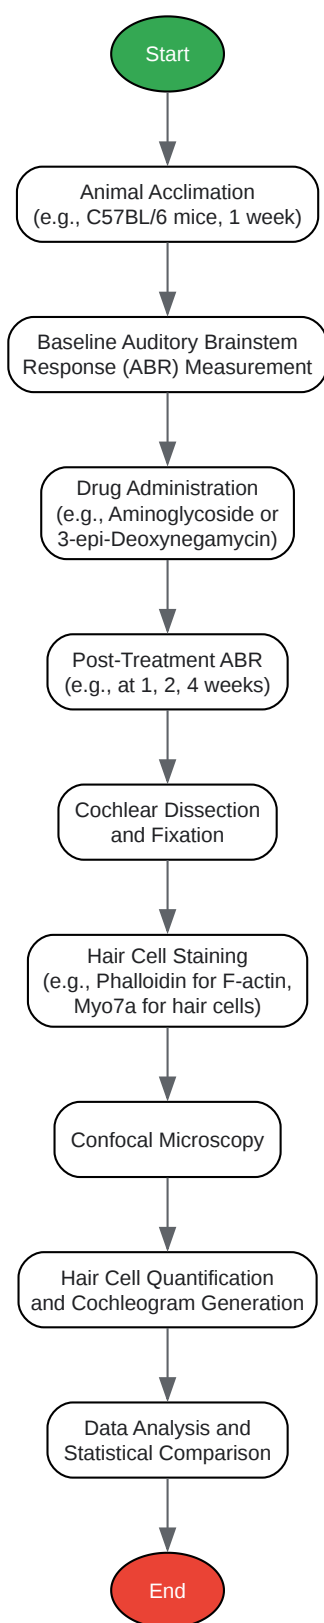 Start
Animal Acclimation
(e.g., C57BL/6 mice, 1 week)
Baseline Auditory Brainstem
Response (ABR) Measurement
Drug Administration
(e.g., Aminoglycoside or
3-epi-Deoxynegamycin)
Post-Treatment ABR
(e.g., at 1, 2, 4 weeks)
Cochlear Dissection
and Fixation
Hair Cell Staining
(e.g., Phalloidin for F-actin,
Myo7a for hair cells)
Confocal Microscopy
Hair Cell Quantification
and Cochleogram Generation
Data Analysis and
Statistical Comparison
End